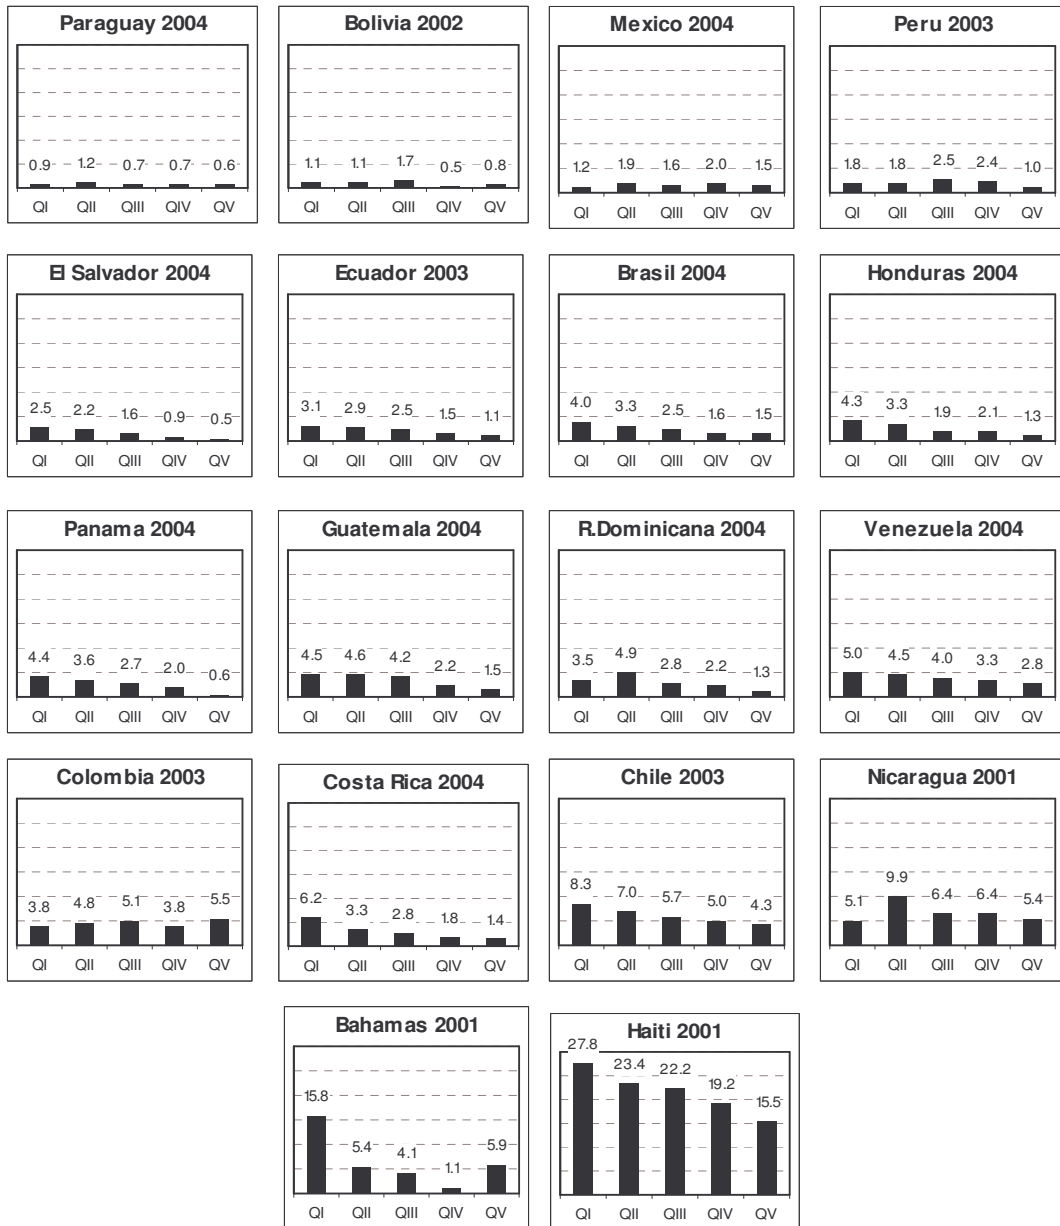 Paraguay 2004
0.9 1.2 0.7 0.7 0.6
QI QII QIII QIV QV
Bolivia 2002
1.1 1.1 1.7 0.5 0.8
QI QII QIII QIV QV
Mexico 2004
1.2 1.9 1.6 2.0 1.5
QI QII QIII QIV QV
Peru 2003
1.8 1.8 2.5 2.4 1.0
QI QII QIII QIV QV
El Salvador 2004
2.5 2.2 1.6 0.9 0.5
QI QII QIII QIV QV
Ecuador 2003
3.1 2.9 2.5 1.5 1.1
QI QII QIII QIV QV
Brasil 2004
4.0 3.3 2.5 1.6 1.5
QI QII QIII QIV QV
Honduras 2004
4.3 3.3 1.9 2.1 1.3
QI QII QIII QIV QV
Panama 2004
4.4 3.6 2.7 2.0 0.6
QI QII QIII QIV QV
Guatemala 2004
4.5 4.6 4.2 2.2 1.5
QI QII QIII QIV QV
R.Dominicana 2004
3.5 4.9 2.8 2.2 1.3
QI QII QIII QIV QV
Venezuela 2004
5.0 4.5 4.0 3.3 2.8
QI QII QIII QIV QV
Colombia 2003
3.8 4.8 5.1 3.8 5.5
QI QII QIII QIV QV
Costa Rica 2004
6.2 3.3 2.8 1.8 1.4
QI QII QIII QIV QV
Chile 2003
8.3 7.0 5.7 5.0 4.3
QI QII QIII QIV QV
Nicaragua 2001
5.1 9.9 6.4 6.4 5.4
QI QII QIII QIV QV
Bahamas 2001
15.8 5.4 4.1 1.1 5.9
QI QII QIII QIV QV
Haiti 2001
27.8 23.4 22.2 19.2 15.5
QI QII QIII QIV QV